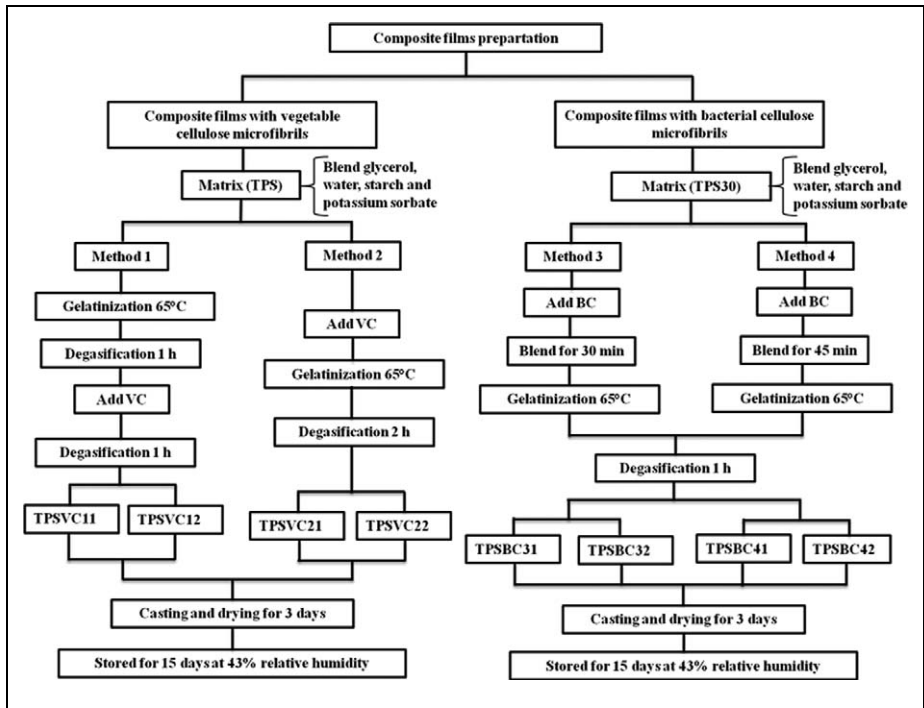 Composite films prepartation
Composite films with vegetable
cellulose microfibrils
Matrix (TPS)
Blend glycerol,
water, starch and
potassium sorbate
Method 1
Gelatinization 65°C
Degasification 1 h
Add VC
Degasification 1 h
TPSVC11
TPSVC12
Method 2
Add VC
Gelatinization 65°C
Degasification 2 h
TPSVC21
TPSVC22
Casting and drying for 3 days
Stored for 15 days at 43% relative humidity
Composite films with bacterial cellulose
microfibrils
Matrix (TPS30)
Blend glycerol,
water, starch and
potassium sorbate
Method 3
Add BC
Blend for 30 min
Gelatinization 65°C
Method 4
Add BC
Blend for 45 min
Gelatinization 65°C
Degasification 1 h
TPSBC31
TPSBC32
TPSBC41
TPSBC42
Casting and drying for 3 days
Stored for 15 days at 43% relative humidity